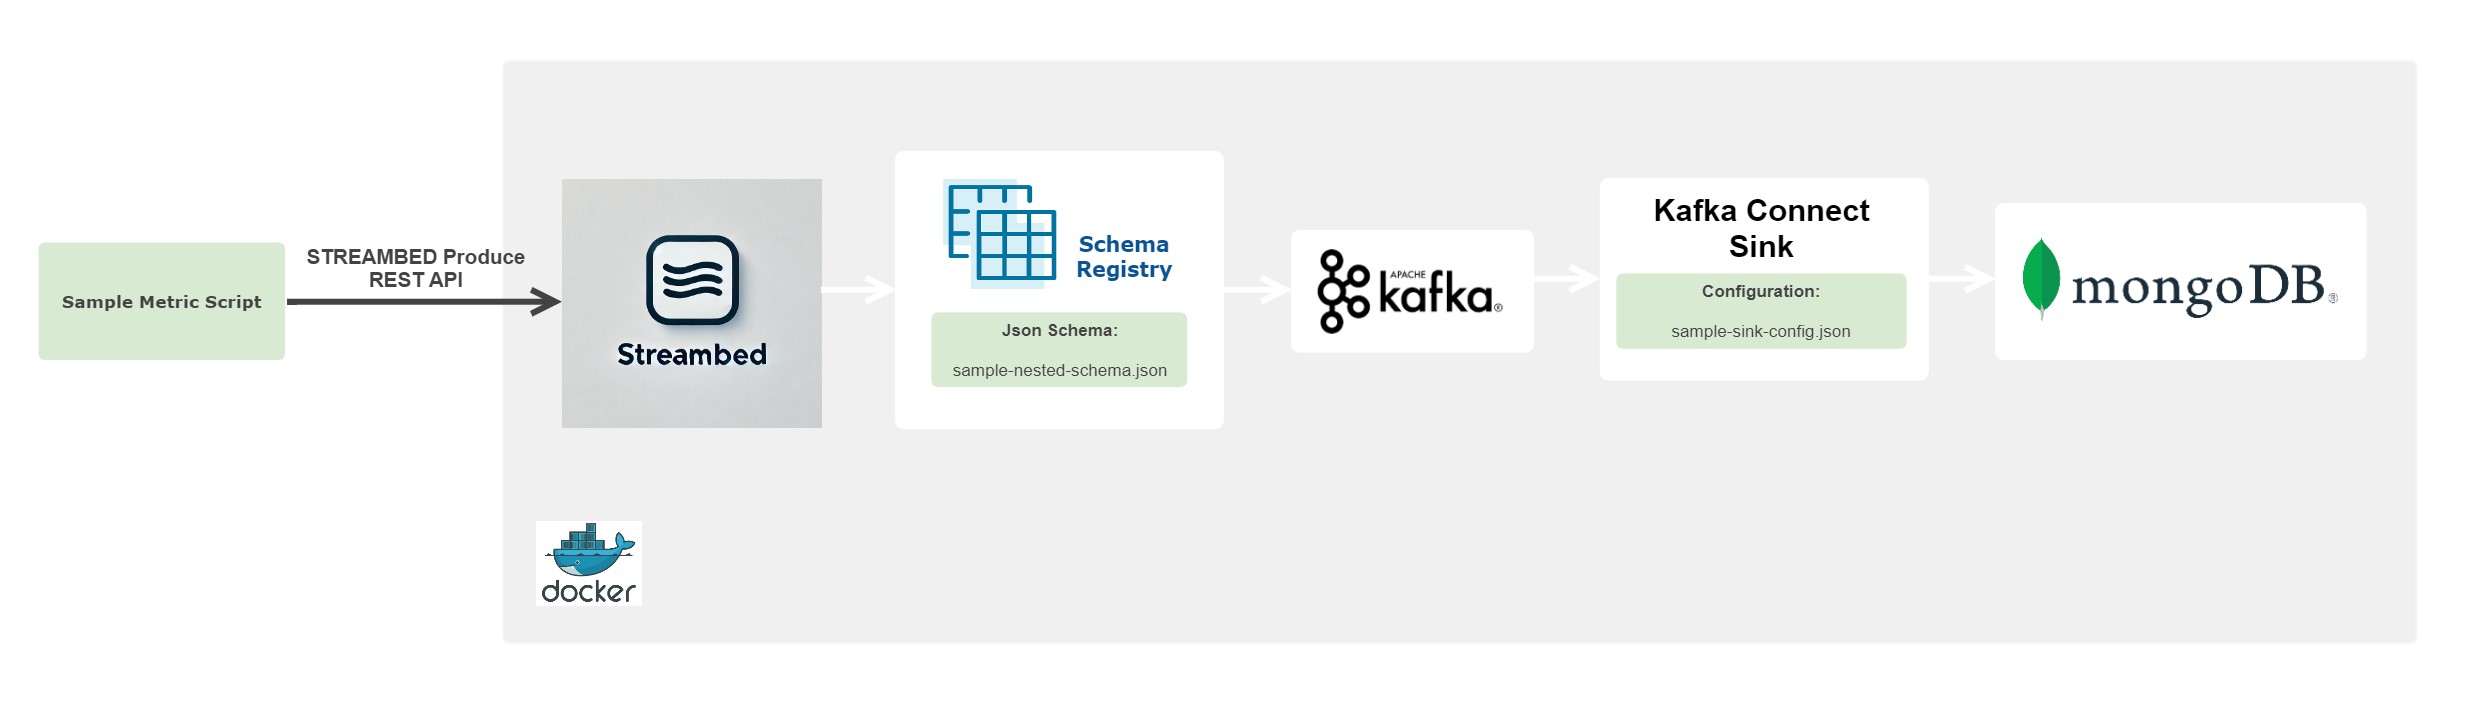 Sample Metric Script
STREAMBED Produce
REST API
Streambed
Schema
Registry
Json Schema:
sample-nested-schema.json
APACHE
kafka®
Kafka Connect
Sink
Configuration:
sample-sink-config.json
mongoDB®
docker